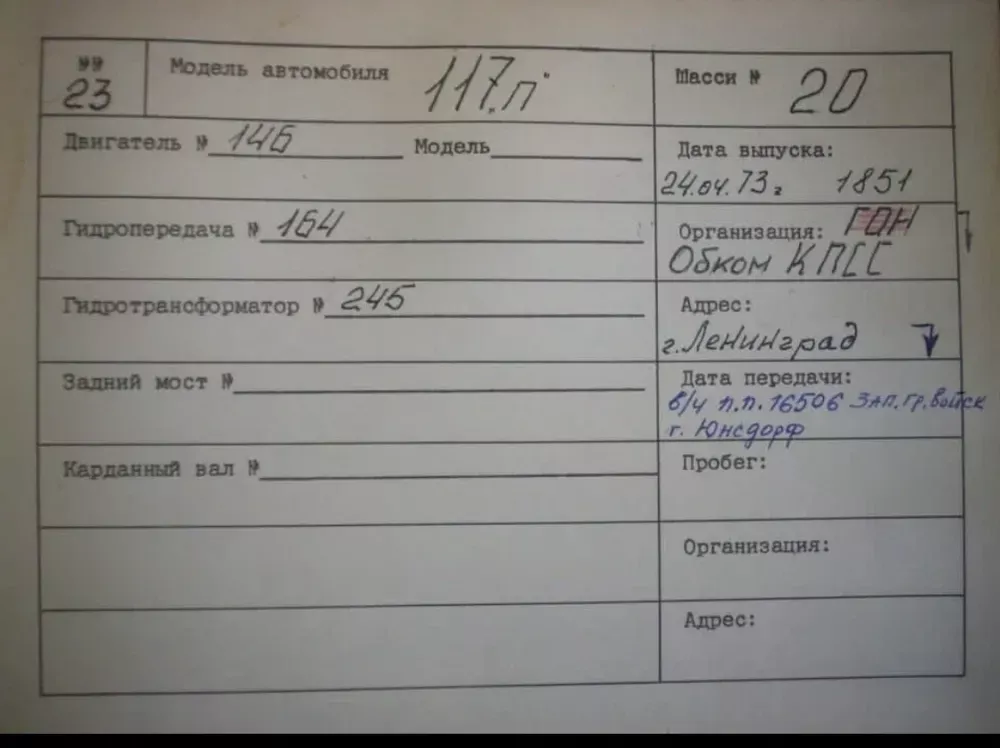 №№ Модель автомобиля 117.П" Шасси № 20
23
Двигатель № 146 Модель Дата выпуска:
24.04.73г 1851
Гидропередача № 164 Организация: ГОН
Обком КПСС
Гидротрансформатор № 245 Адрес:
г.Ленинград
Задний мост № Дата передачи:
в/ч п.п. 16506 Зап.гр.войск
г. Юнсдорф
Карданный вал № Пробег:
Организация:
Адрес: